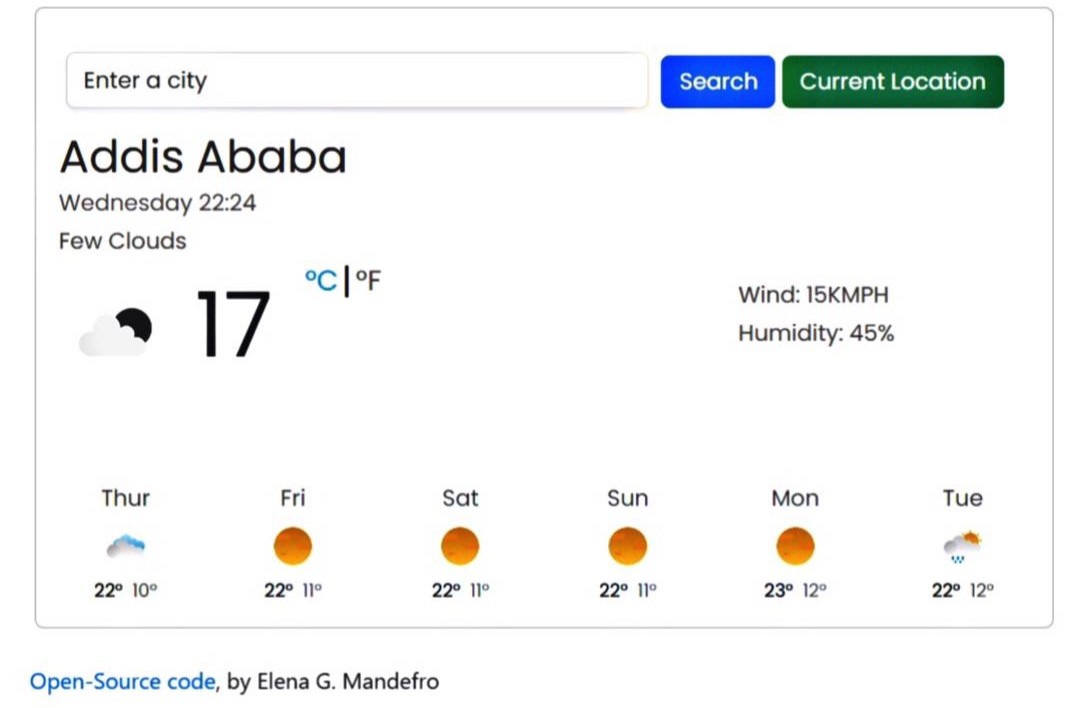 Enter a city Search Current Location
Addis Ababa
Wednesday 22:24
Few Clouds
17 °C|°F
Wind: 15KMPH
Humidity: 45%
Thur Fri Sat Sun Mon Tue
22° 10° 22° 11° 22° 11° 22° 11° 23° 12° 22° 12°
Open-Source code, by Elena G. Mandefro